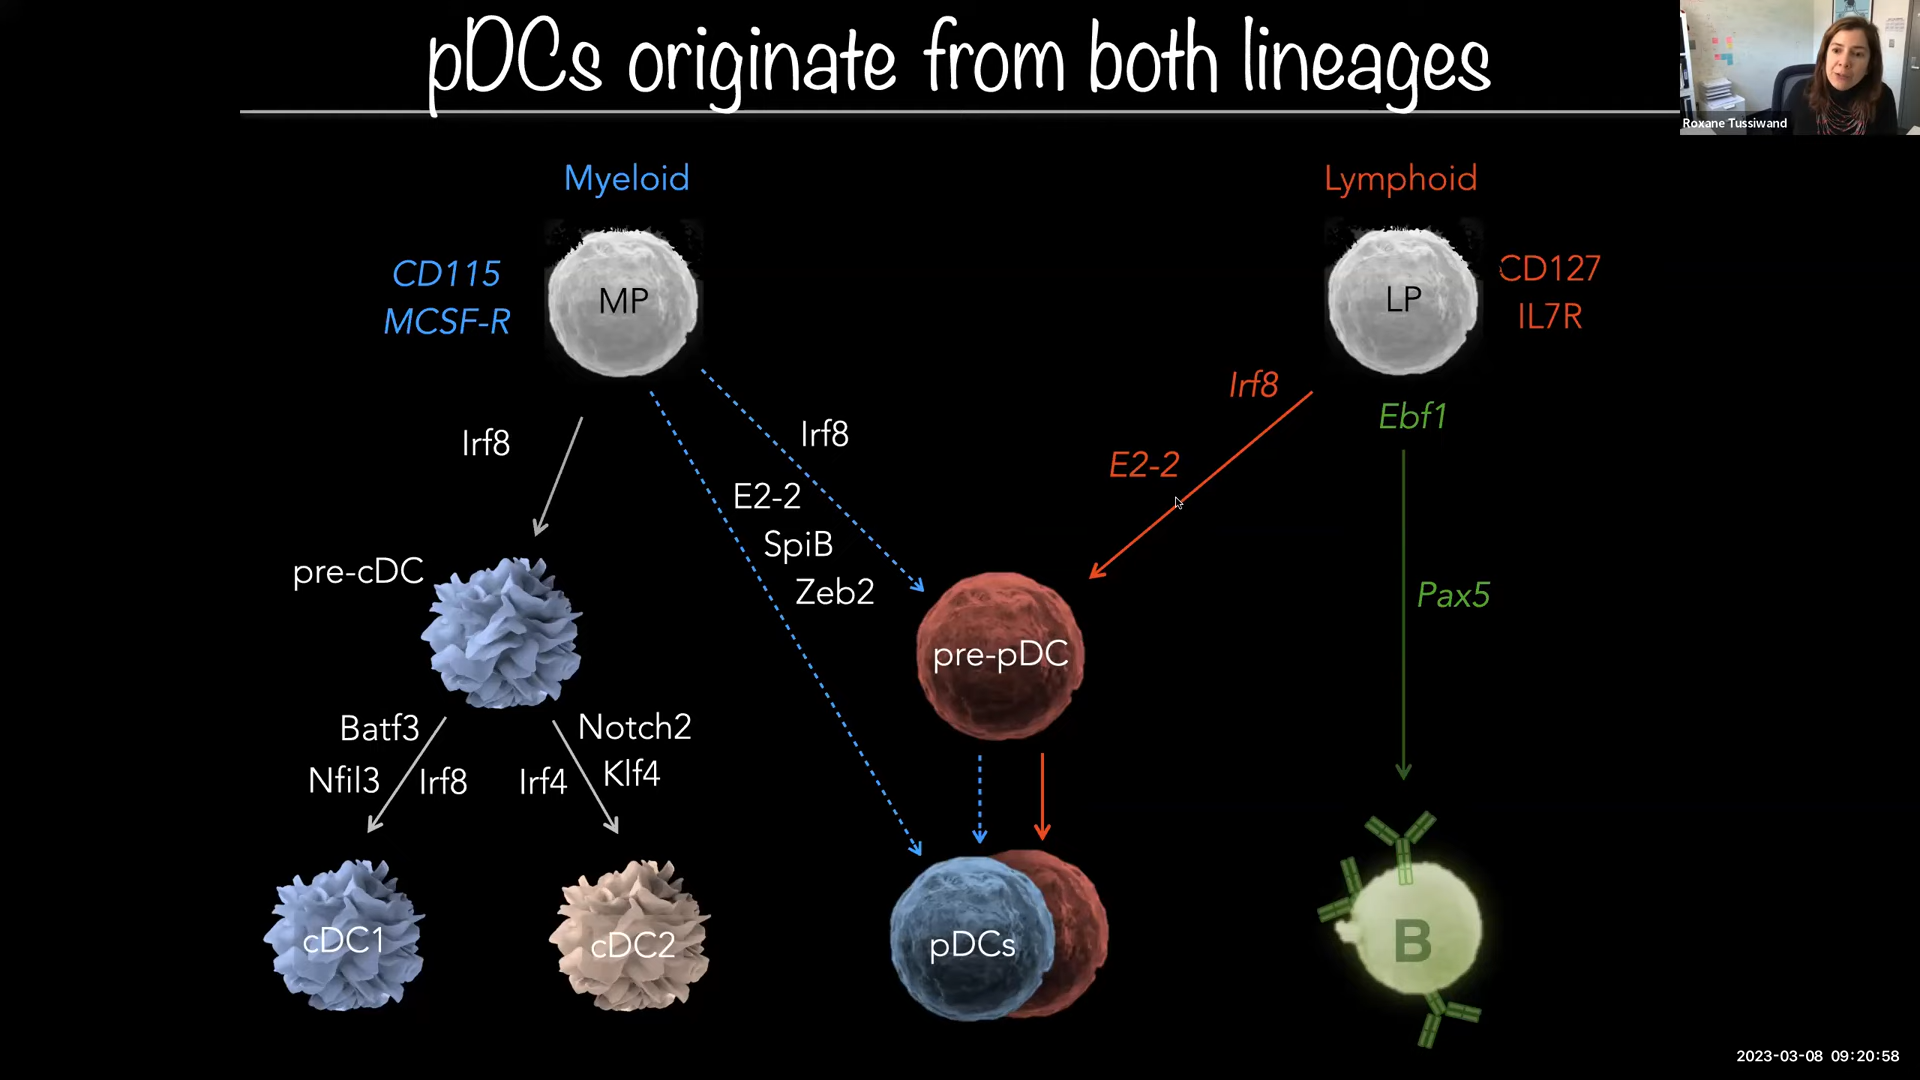 pDCs originate from both lineages
Roxane Tussiwand
Myeloid
Lymphoid
CD115
MCSF-R
MP
LP
CD127
IL7R
Irf8
Irf8
E2-2
SpiB
Zeb2
Irf8
E2-2
Ebf1
Pax5
pre-cDC
pre-pDC
Batf3
Nfil3
Irf8
Notch2
Irf4
Klf4
cDC1
cDC2
pDCs
B
2023-03-08 09:20:58